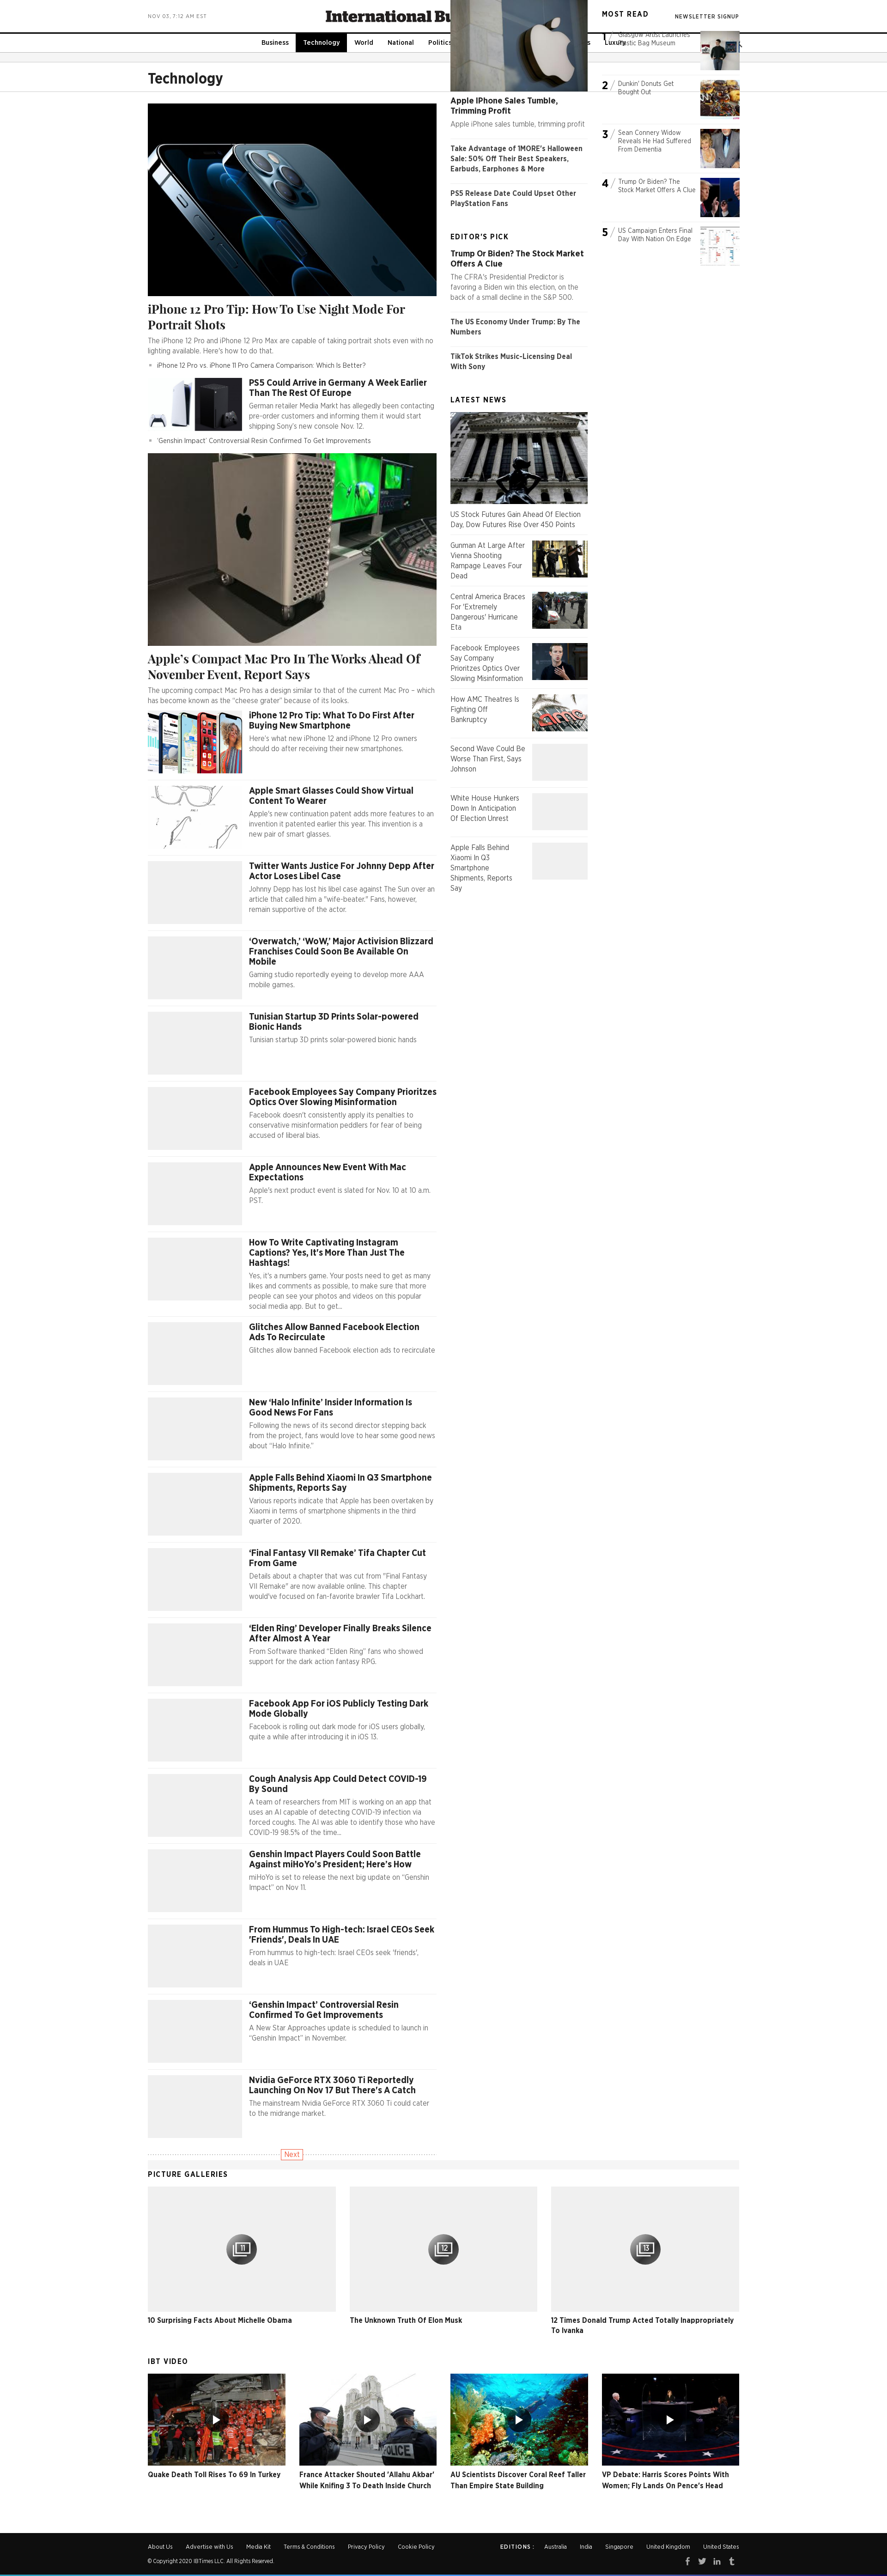 NOV 03, 7:12 AM EST
International Bu
NEWSLETTER SIGNUP
Business
Technology
World
National
Politics
Luxury
Technology
iPhone 12 Pro Tip: How To Use Night Mode For
Portrait Shots
The iPhone 12 Pro and iPhone 12 Pro Max are capable of taking portrait shots even with no
lighting available. Here's how to do that.
iPhone 12 Pro vs. iPhone 11 Pro Camera Comparison: Which Is Better?
PS5 Could Arrive in Germany A Week Earlier
Than The Rest Of Europe
German retailer Media Markt has allegedly been contacting
pre-order customers and informing them it would start
shipping Sony's new console Nov. 12.
'Genshin Impact' Controversial Resin Confirmed To Get Improvements
Apple's Compact Mac Pro In The Works Ahead Of
November Event, Report Says
The upcoming compact Mac Pro has a design similar to that of the current Mac Pro – which
has become known as the "cheese grater" because of its looks.
iPhone 12 Pro Tip: What To Do First After
Buying New Smartphone
Here's what new iPhone 12 and iPhone 12 Pro owners
should do after receiving their new smartphones.
Apple Smart Glasses Could Show Virtual
Content To Wearer
Apple's new continuation patent adds more features to an
invention it patented earlier this year. This invention is a
new pair of smart glasses.
Twitter Wants Justice For Johnny Depp After
Actor Loses Libel Case
Johnny Depp has lost his libel case against The Sun over an
article that called him a "wife-beater." Fans, however,
remain supportive of the actor.
'Overwatch,' 'WoW,' Major Activision Blizzard
Franchises Could Soon Be Available On
Mobile
Gaming studio reportedly eyeing to develop more AAA
mobile games.
Tunisian Startup 3D Prints Solar-powered
Bionic Hands
Tunisian startup 3D prints solar-powered bionic hands
Facebook Employees Say Company Prioritzes
Optics Over Slowing Misinformation
Facebook doesn't consistently apply its penalties to
conservative misinformation peddlers for fear of being
accused of liberal bias.
Apple Announces New Event With Mac
Expectations
Apple's next product event is slated for Nov. 10 at 10 a.m.
PST.
How To Write Captivating Instagram
Captions? Yes, It's More Than Just The
Hashtags!
Yes, it's a numbers game. Your posts need to get as many
likes and comments as possible, to make sure that more
people can see your photos and videos on this popular
social media app. But to get...
Glitches Allow Banned Facebook Election
Ads To Recirculate
Glitches allow banned Facebook election ads to recirculate
New 'Halo Infinite' Insider Information Is
Good News For Fans
Following the news of its second director stepping back
from the project, fans would love to hear some good news
about "Halo Infinite."
Apple Falls Behind Xiaomi In Q3 Smartphone
Shipments, Reports Say
Various reports indicate that Apple has been overtaken by
Xiaomi in terms of smartphone shipments in the third
quarter of 2020.
'Final Fantasy VII Remake' Tifa Chapter Cut
From Game
Details about a chapter that was cut from "Final Fantasy
VII Remake" are now available online. This chapter
would've focused on fan-favorite brawler Tifa Lockhart.
'Elden Ring' Developer Finally Breaks Silence
After Almost A Year
From Software thanked "Elden Ring" fans who showed
support for the dark action fantasy RPG.
Facebook App For iOS Publicly Testing Dark
Mode Globally
Facebook is rolling out dark mode for iOS users globally,
quite a while after introducing it in iOS 13.
Cough Analysis App Could Detect COVID-19
By Sound
A team of researchers from MIT is working on an app that
uses an AI capable of detecting COVID-19 infection via
forced coughs. The AI was able to identify those who have
COVID-19 98.5% of the time...
Genshin Impact Players Could Soon Battle
Against miHoYo's President; Here's How
miHoYo is set to release the next big update on "Genshin
Impact" on Nov 11.
From Hummus To High-tech: Israel CEOs Seek
'Friends', Deals In UAE
From hummus to high-tech: Israel CEOs seek 'friends',
deals in UAE
'Genshin Impact' Controversial Resin
Confirmed To Get Improvements
A New Star Approaches update is scheduled to launch in
"Genshin Impact" in November.
Nvidia GeForce RTX 3060 Ti Reportedly
Launching On Nov 17 But There's A Catch
The mainstream Nvidia GeForce RTX 3060 Ti could cater
to the midrange market.
Next
Apple iPhone Sales Tumble,
Trimming Profit
Apple iPhone sales tumble, trimming profit
Take Advantage of 1MORE's Halloween
Sale: 50% Off Their Best Speakers,
Earbuds, Earphones & More
PS5 Release Date Could Upset Other
PlayStation Fans
EDITOR'S PICK
Trump Or Biden? The Stock Market
Offers A Clue
The CFRA's Presidential Predictor is
favoring a Biden win this election, on the
back of a small decline in the S&P 500.
The US Economy Under Trump: By The
Numbers
TikTok Strikes Music-Licensing Deal
With Sony
LATEST NEWS
US Stock Futures Gain Ahead Of Election
Day, Dow Futures Rise Over 450 Points
Gunman At Large After
Vienna Shooting
Rampage Leaves Four
Dead
Central America Braces
For 'Extremely
Dangerous' Hurricane
Eta
Facebook Employees
Say Company
Prioritzes Optics Over
Slowing Misinformation
How AMC Theatres Is
Fighting Off
Bankruptcy
Second Wave Could Be
Worse Than First, Says
Johnson
White House Hunkers
Down In Anticipation
Of Election Unrest
Apple Falls Behind
Xiaomi In Q3
Smartphone
Shipments, Reports
Say
MOST READ
1 / Glasgow Artist Launches
Plastic Bag Museum
2 / Dunkin' Donuts Get
Bought Out
3 / Sean Connery Widow
Reveals He Had Suffered
From Dementia
4 / Trump Or Biden? The
Stock Market Offers A Clue
5 / US Campaign Enters Final
Day With Nation On Edge
PICTURE GALLERIES
11
12
13
10 Surprising Facts About Michelle Obama
The Unknown Truth Of Elon Musk
12 Times Donald Trump Acted Totally Inappropriately
To Ivanka
IBT VIDEO
POLICE
Quake Death Toll Rises To 69 In Turkey
France Attacker Shouted 'Allahu Akbar'
While Knifing 3 To Death Inside Church
AU Scientists Discover Coral Reef Taller
Than Empire State Building
VP Debate: Harris Scores Points With
Women; Fly Lands On Pence's Head
About Us
Advertise with Us
Media Kit
Terms & Conditions
Privacy Policy
Cookie Policy
EDITIONS :
Australia
India
Singapore
United Kingdom
United States
© Copyright 2020 IBTimes LLC. All Rights Reserved.